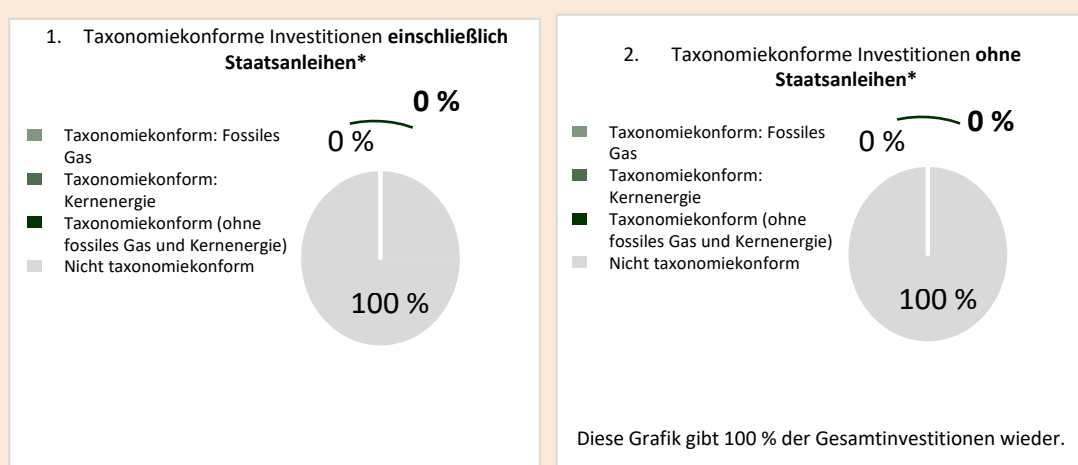 1. Taxonomiekonforme Investitionen einschließlich
Staatsanleihen*
0 %
0 %
Taxonomiekonform: Fossiles
Gas
Taxonomiekonform:
Kernenergie
Taxonomiekonform (ohne
fossiles Gas und Kernenergie)
Nicht taxonomiekonform
100 %
2. Taxonomiekonforme Investitionen ohne
Staatsanleihen*
0 %
0 %
Taxonomiekonform: Fossiles
Gas
Taxonomiekonform:
Kernenergie
Taxonomiekonform (ohne
fossiles Gas und Kernenergie)
Nicht taxonomiekonform
100 %
Diese Grafik gibt 100 % der Gesamtinvestitionen wieder.